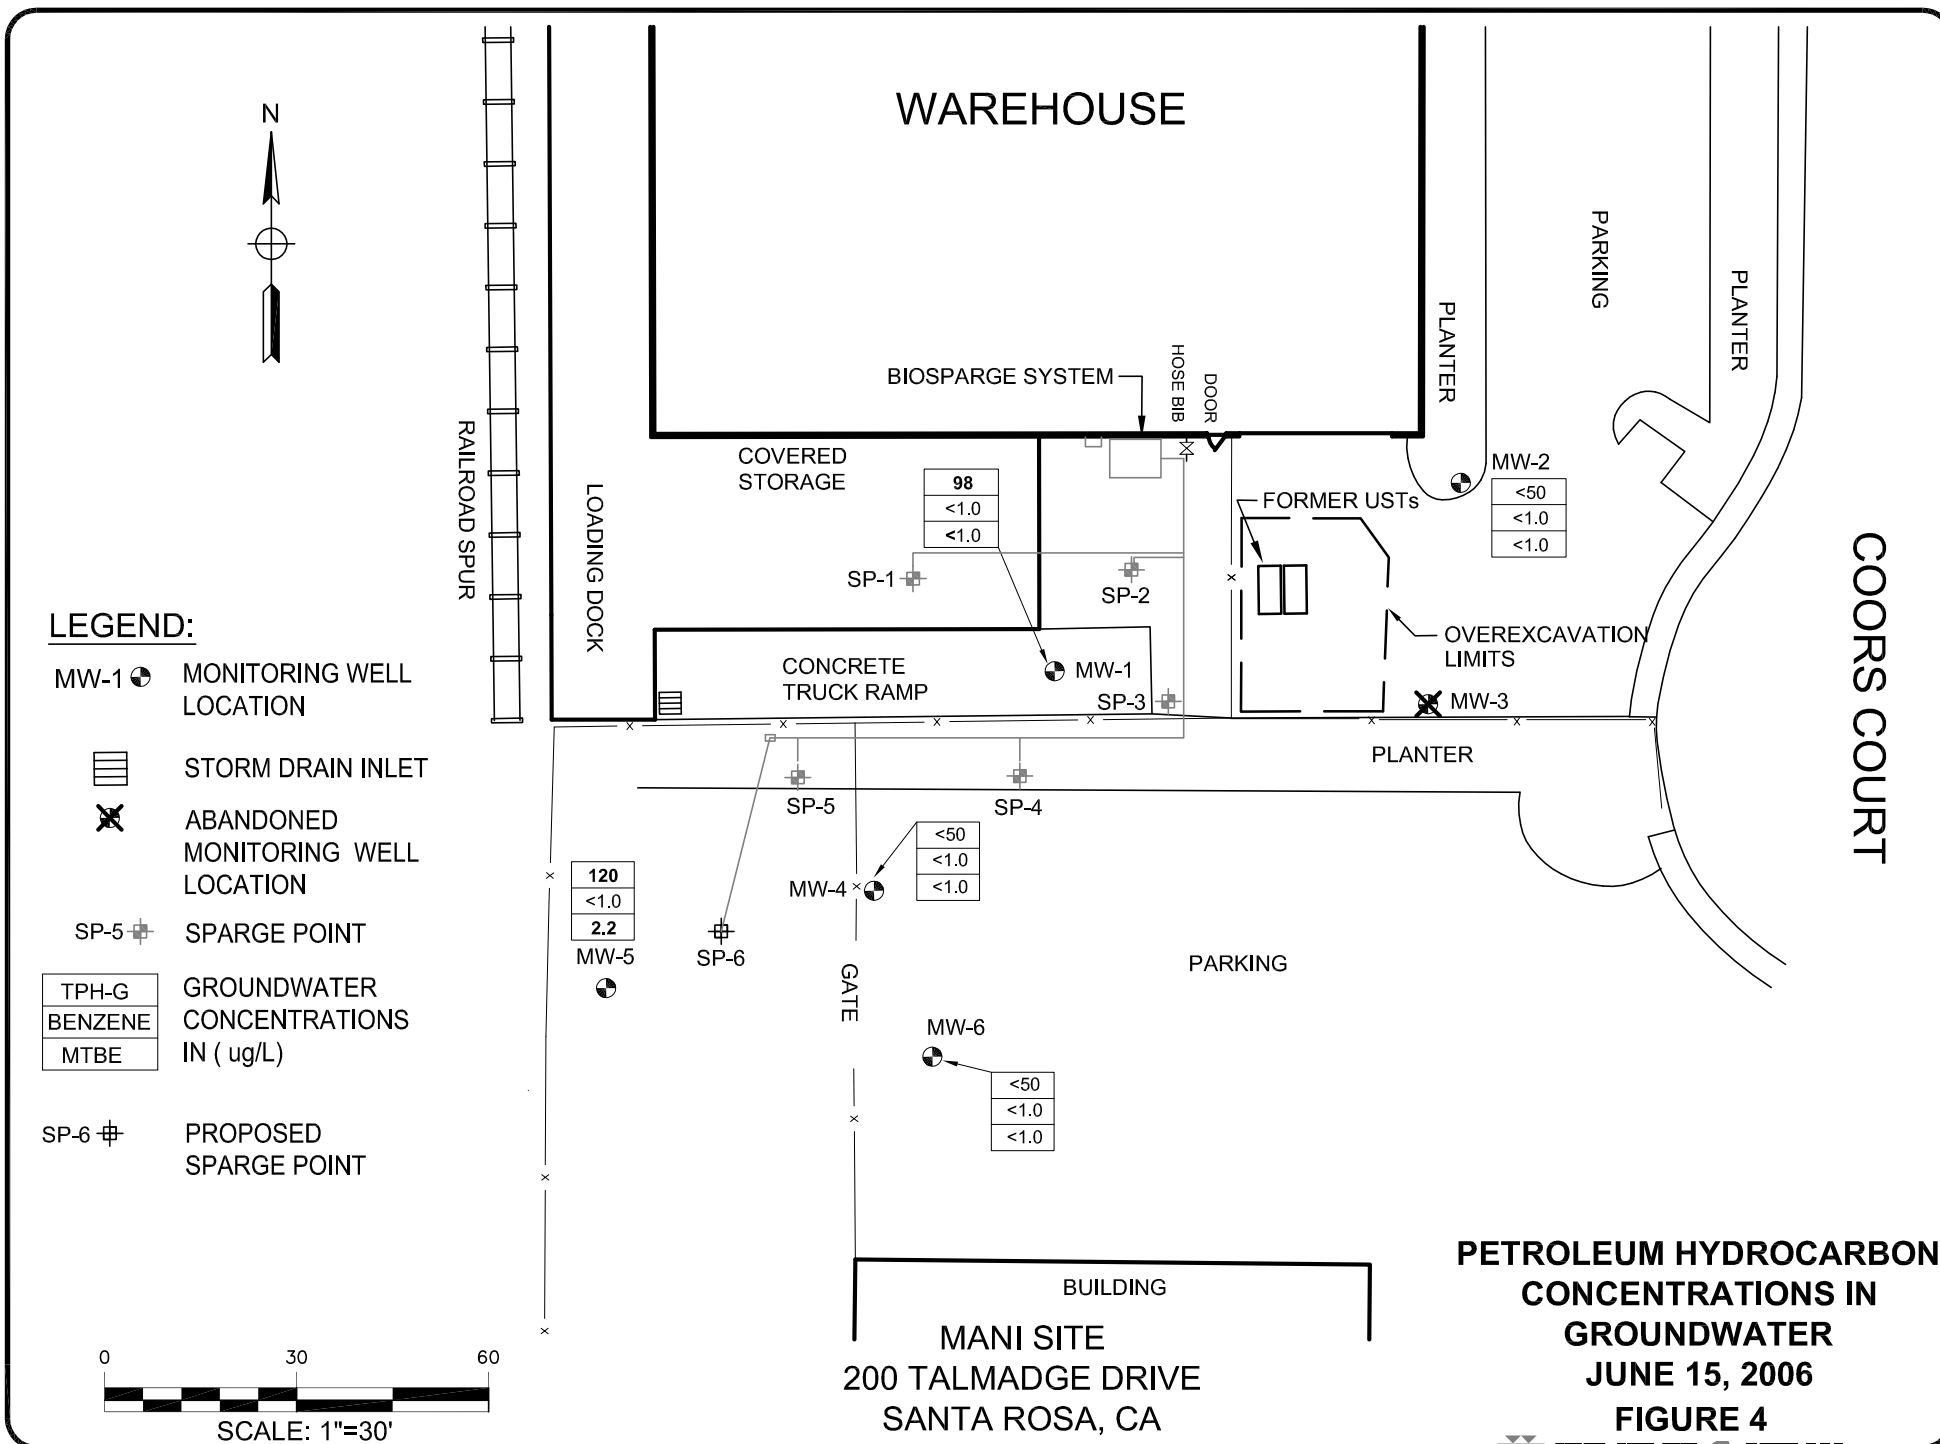 WAREHOUSE
N
PARKING
PLANTER
PLANTER
HOSE BIB
DOOR
BIOSPARGE SYSTEM
RAILROAD SPUR
LOADING DOCK
COVERED
STORAGE
98
<1.0
<1.0
MW-2
<50
<1.0
<1.0
FORMER USTs
SP-1
SP-2
x
COORS COURT
OVEREXCAVATION
LIMITS
CONCRETE
TRUCK RAMP
MW-1
SP-3
MW-3
x x x x x x x
PLANTER
SP-5
SP-4
<50
<1.0
<1.0
MW-4
x
x
120
<1.0
2.2
MW-5
SP-6
GATE
PARKING
MW-6
<50
<1.0
<1.0
x
x
x
LEGEND:
MW-1 MONITORING WELL
LOCATION
STORM DRAIN INLET
ABANDONED
MONITORING WELL
LOCATION
SP-5 SPARGE POINT
TPH-G
BENZENE
MTBE
GROUNDWATER
CONCENTRATIONS
IN ( ug/L)
SP-6 PROPOSED
SPARGE POINT
BUILDING
0 30 60
SCALE: 1"=30'
MANI SITE
200 TALMADGE DRIVE
SANTA ROSA, CA
PETROLEUM HYDROCARBON
CONCENTRATIONS IN
GROUNDWATER
JUNE 15, 2006
FIGURE 4